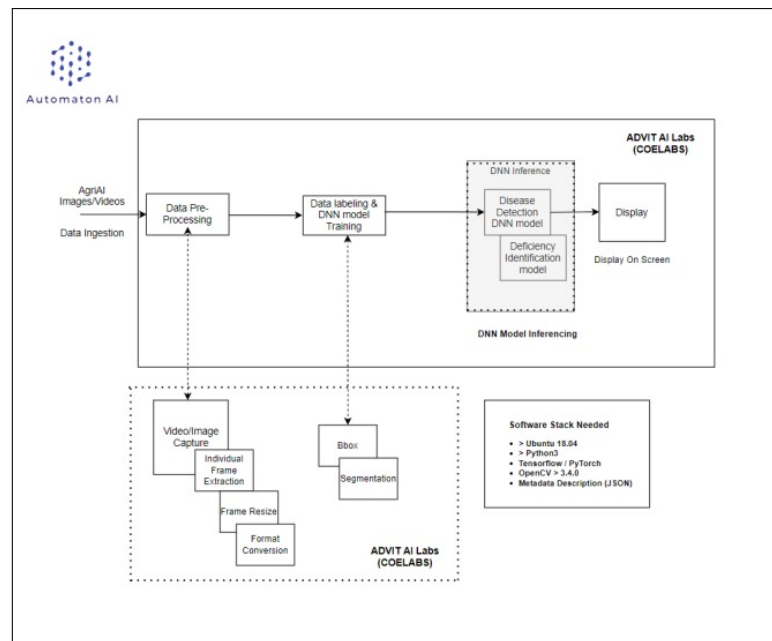 Automaton AI
ADVIT AI Labs
(COELABS)
AgriAI
Images/Videos
Data Ingestion
Data Pre-
Processing
Data labeling &
DNN model
Training
DNN Inference
Disease
Detection
DNN model
Deficiency
Identification
model
Display
Display On Screen
DNN Model Inferencing
Video/Image
Capture
Individual
Frame
Extraction
Frame Resize
Format
Conversion
Bbox
Segmentation
ADVIT AI Labs
(COELABS)
Software Stack Needed
• > Ubuntu 18.04
• > Python3
• Tensorflow / PyTorch
• OpenCV > 3.4.0
• Metadata Description (JSON)